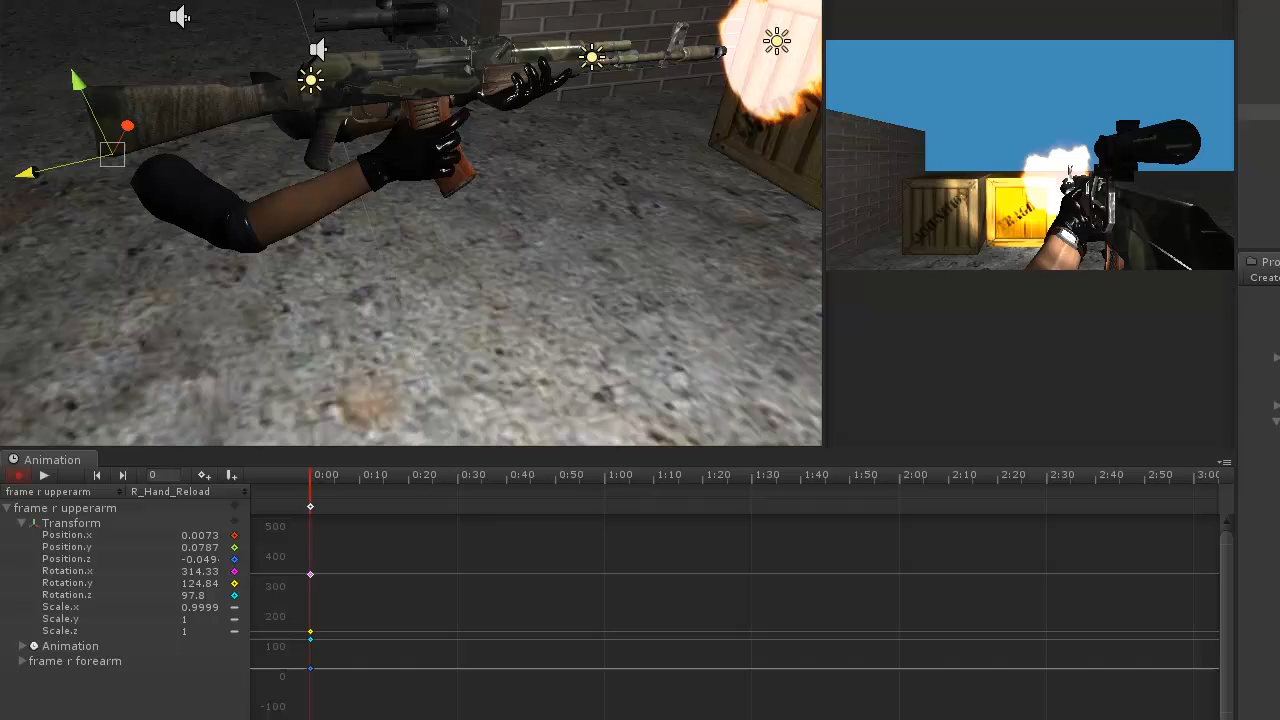 FRAGILE
Pro
Create
Animation
0
0:00 0:10 0:20 0:30 0:40 0:50 1:00 1:10 1:20 1:30 1:40 1:50 2:00 2:10 2:20 2:30 2:40 2:50 3:00
frame r upperarm R_Hand_Reload
frame r upperarm
Transform
Position.x 0.0073
Position.y 0.0787
Position.z -0.049
Rotation.x 314.33
Rotation.y 124.84
Rotation.z 97.8
Scale.x 0.9999
Scale.y 1
Scale.z 1
Animation
frame r forearm
500
400
300
200
100
0
-100